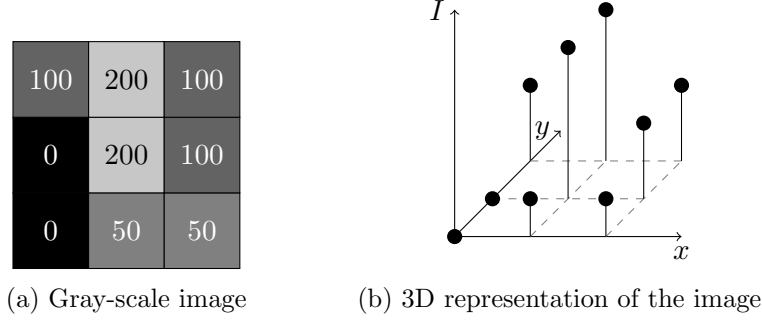 100 200 100
0 200 100
0 50 50
(a) Gray-scale image
I
y
x
(b) 3D representation of the image